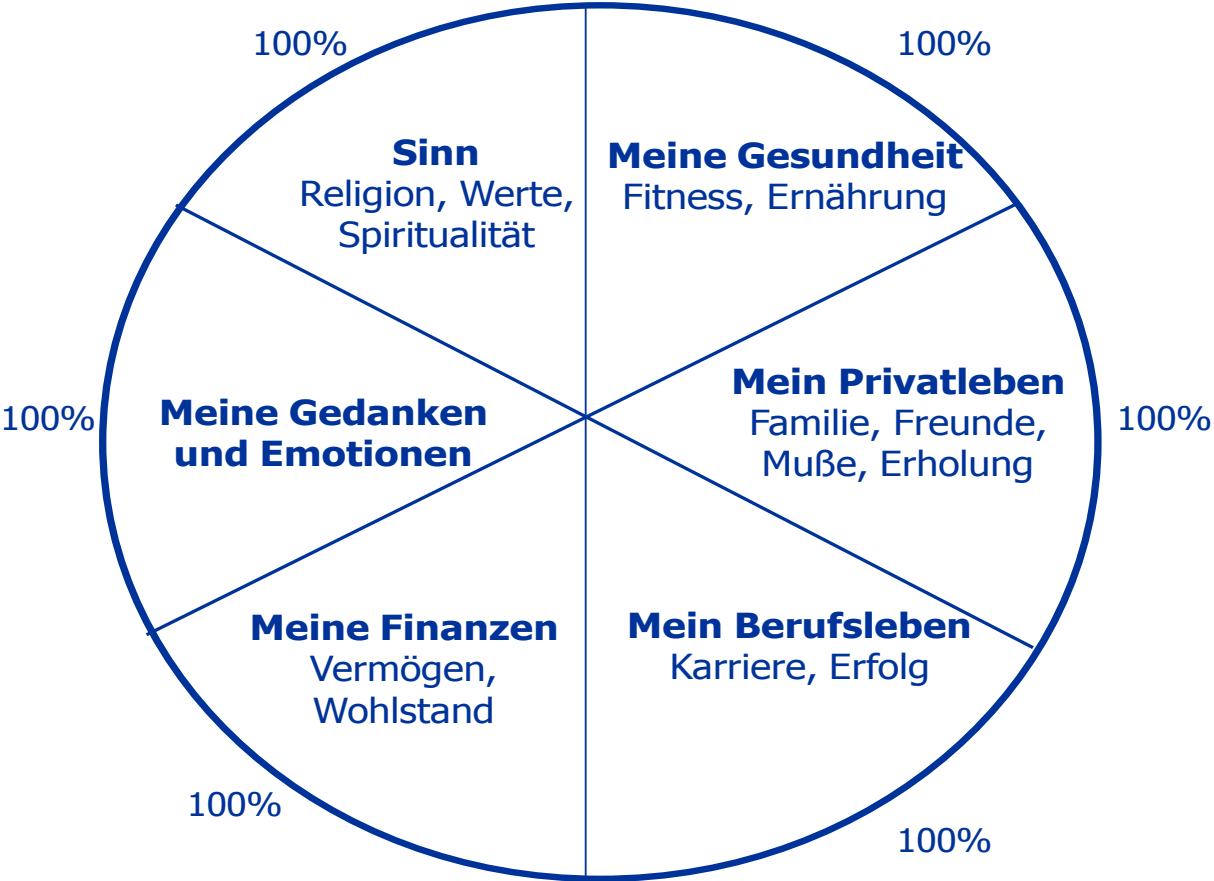 100%
100%
Sinn
Religion, Werte,
Spiritualität
Meine Gesundheit
Fitness, Ernährung
100%
Meine Gedanken
und Emotionen
Mein Privatleben
Familie, Freunde,
Muße, Erholung
100%
Meine Finanzen
Vermögen,
Wohlstand
Mein Berufsleben
Karriere, Erfolg
100%
100%